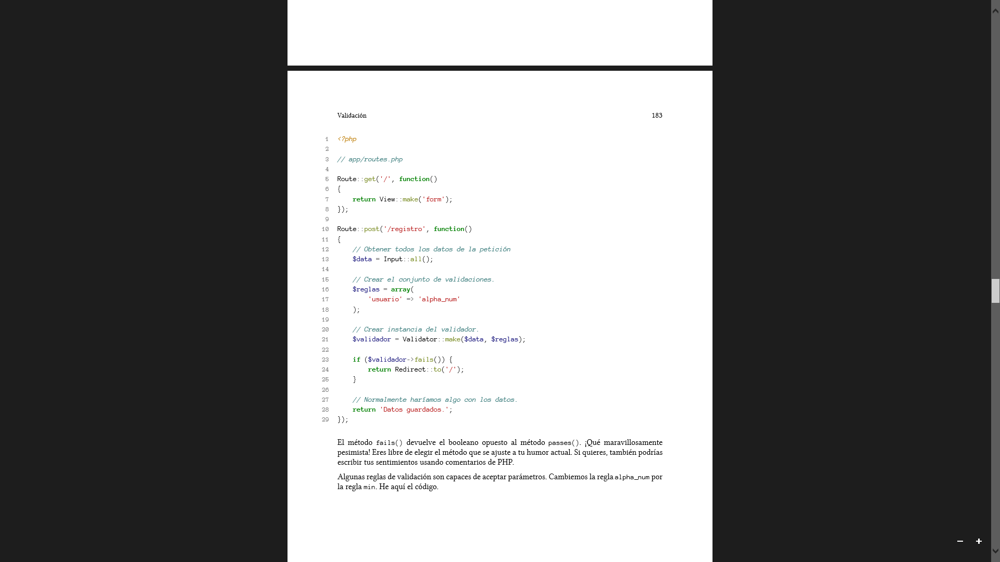 Validación 183
1 <?php
2
3 // app/routes.php
4
5 Route::get('/', function()
6 {
7     return View::make('form');
8 });
9
10 Route::post('/registro', function()
11 {
12     // Obtener todos los datos de la petición
13     $data = Input::all();
14
15     // Crear el conjunto de validaciones.
16     $reglas = array(
17         'usuario' => 'alpha_num'
18     );
19
20     // Crear instancia del validador.
21     $validador = Validator::make($data, $reglas);
22
23     if ($validador->fails()) {
24         return Redirect::to('/');
25     }
26
27     // Normalmente haríamos algo con los datos.
28     return 'Datos guardados.';
29 });
El método fails() devuelve el booleano opuesto al método passes(). ¡Qué maravillosamente
pesimista! Eres libre de elegir el método que se ajuste a tu humor actual. Si quieres, también podrías
escribir tus sentimientos usando comentarios de PHP.
Algunas reglas de validación son capaces de aceptar parámetros. Cambiemos la regla alpha_num por
la regla min. He aquí el código.